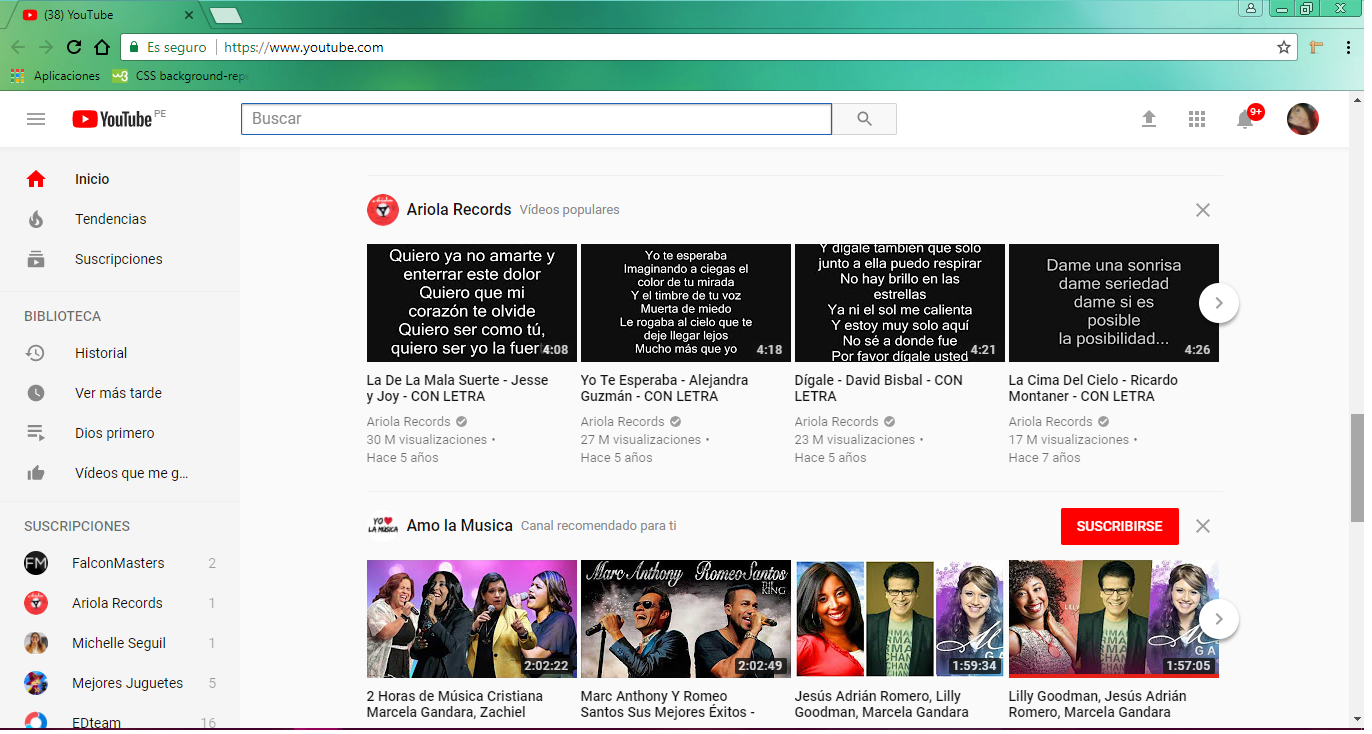 (38) YouTube
Es seguro
https://www.youtube.com
Aplicaciones
CSS background-repe
YouTube PE
Buscar
9+
Inicio
Tendencias
Suscripciones
BIBLIOTECA
Historial
Ver más tarde
Dios primero
Vídeos que me g...
SUSCRIPCIONES
FalconMasters 2
Ariola Records 1
Michelle Seguil 1
Mejores Juguetes 5
EDteam 16
Ariola Records Vídeos populares
Quiero ya no amarte y
enterrar este dolor
Quiero que mi
corazón te olvide
Quiero ser como tú,
quiero ser yo la fuer
4:08
La De La Mala Suerte - Jesse
y Joy - CON LETRA
Ariola Records
30 M visualizaciones •
Hace 5 años
Yo te esperaba
Imaginando a ciegas el
color de tu mirada
Y el timbre de tu voz
Muerta de miedo
Le rogaba al cielo que te
deje llegar lejos
Mucho más que yo
4:18
Yo Te Esperaba - Alejandra
Guzmán - CON LETRA
Ariola Records
27 M visualizaciones •
Hace 5 años
Y dígale también que solo
junto a ella puedo respirar
No hay brillo en las
estrellas
Ya ni el sol me calienta
Y estoy muy solo aquí
No sé a donde fue
Por favor dígale usted
4:21
Dígale - David Bisbal - CON
LETRA
Ariola Records
23 M visualizaciones •
Hace 5 años
Dame una sonrisa
dame seriedad
dame si es
posible
la posibilidad...
4:26
La Cima Del Cielo - Ricardo
Montaner - CON LETRA
Ariola Records
17 M visualizaciones •
Hace 7 años
YO
LA MÚSICA
Amo la Musica Canal recomendado para ti
SUSCRIBIRSE
2:02:22
2 Horas de Música Cristiana
Marcela Gandara, Zachiel
Marc Anthony Romeo Santos
THE
KING
2:02:49
Marc Anthony Y Romeo
Santos Sus Mejores Éxitos -
1:59:34
Jesús Adrián Romero, Lilly
Goodman, Marcela Gandara
LILLY
1:57:05
Lilly Goodman, Jesús Adrián
Romero, Marcela Gandara